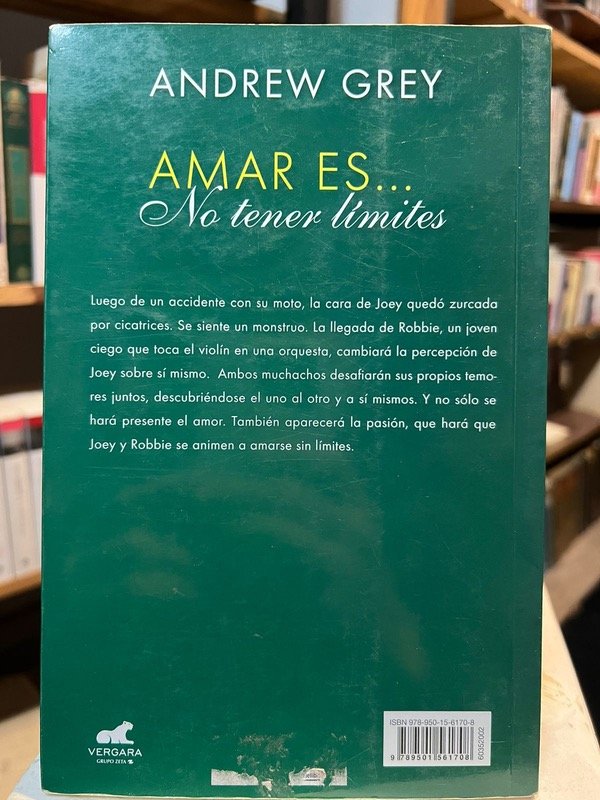 ANDREW GREY
AMAR ES...
No tener límites
Luego de un accidente con su moto, la cara de Joey quedó zurcada
por cicatrices. Se siente un monstruo. La llegada de Robbie, un joven
ciego que toca el violín en una orquesta, cambiará la percepción de
Joey sobre sí mismo. Ambos muchachos desafiarán sus propios temo-
res juntos, descubriéndose el uno al otro y a sí mismos. Y no sólo se
hará presente el amor. También aparecerá la pasión, que hará que
Joey y Robbie se animen a amarse sin límites.
VERGARA
GRUPO ZETA
ISBN 978-950-15-6170-8
9 789501 561708
60352002